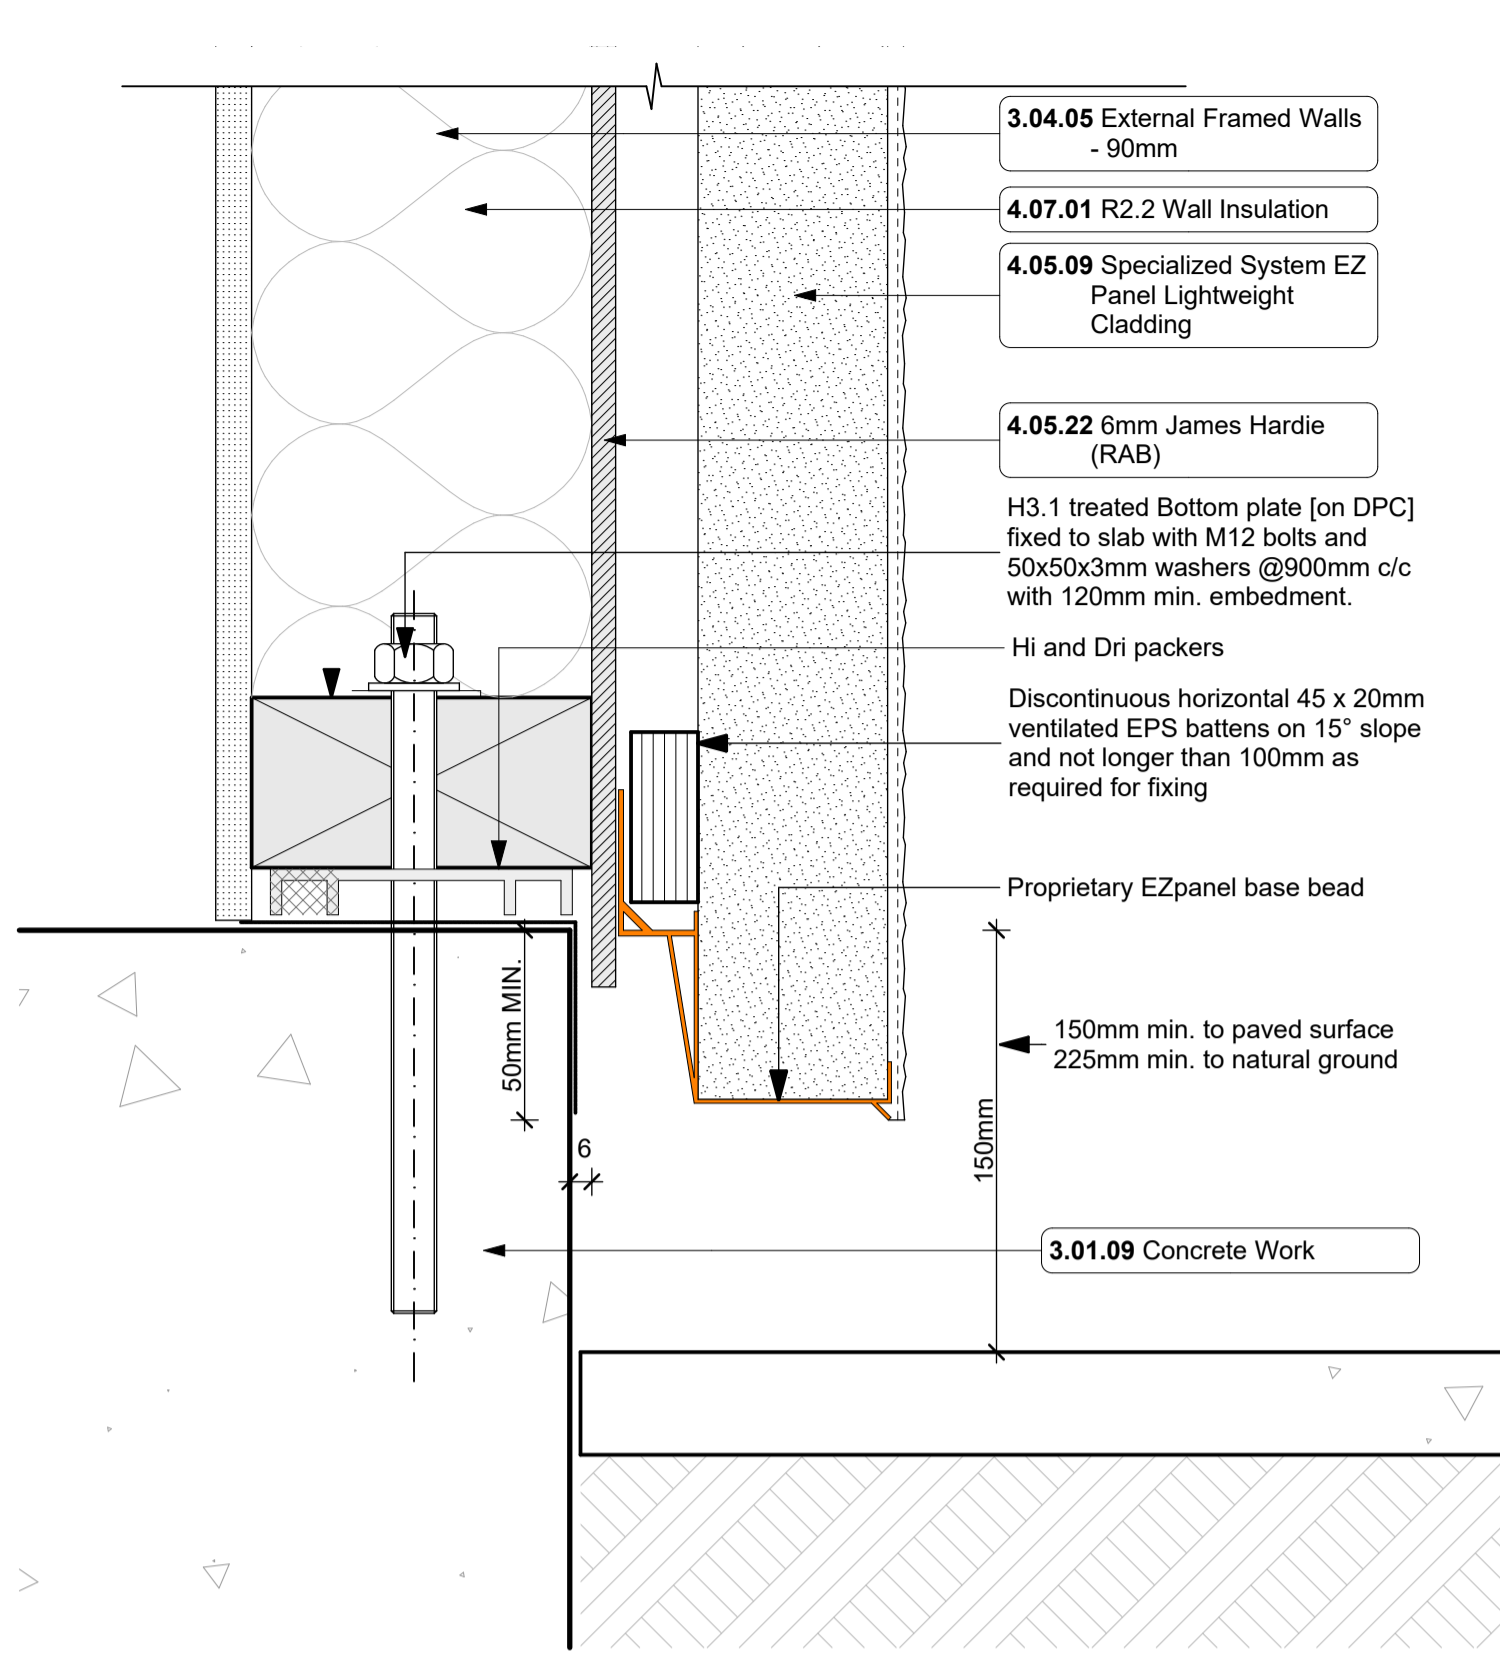 3.04.05 External Framed Walls
- 90mm
4.07.01 R2.2 Wall Insulation
4.05.09 Specialized System EZ
Panel Lightweight
Cladding
4.05.22 6mm James Hardie
(RAB)
H3.1 treated Bottom plate [on DPC]
fixed to slab with M12 bolts and
50x50x3mm washers @900mm c/c
with 120mm min. embedment.
Hi and Dri packers
Discontinuous horizontal 45 x 20mm
ventilated EPS battens on 15° slope
and not longer than 100mm as
required for fixing
Proprietary EZpanel base bead
50mm MIN.
150mm min. to paved surface
225mm min. to natural ground
150mm
6
3.01.09 Concrete Work